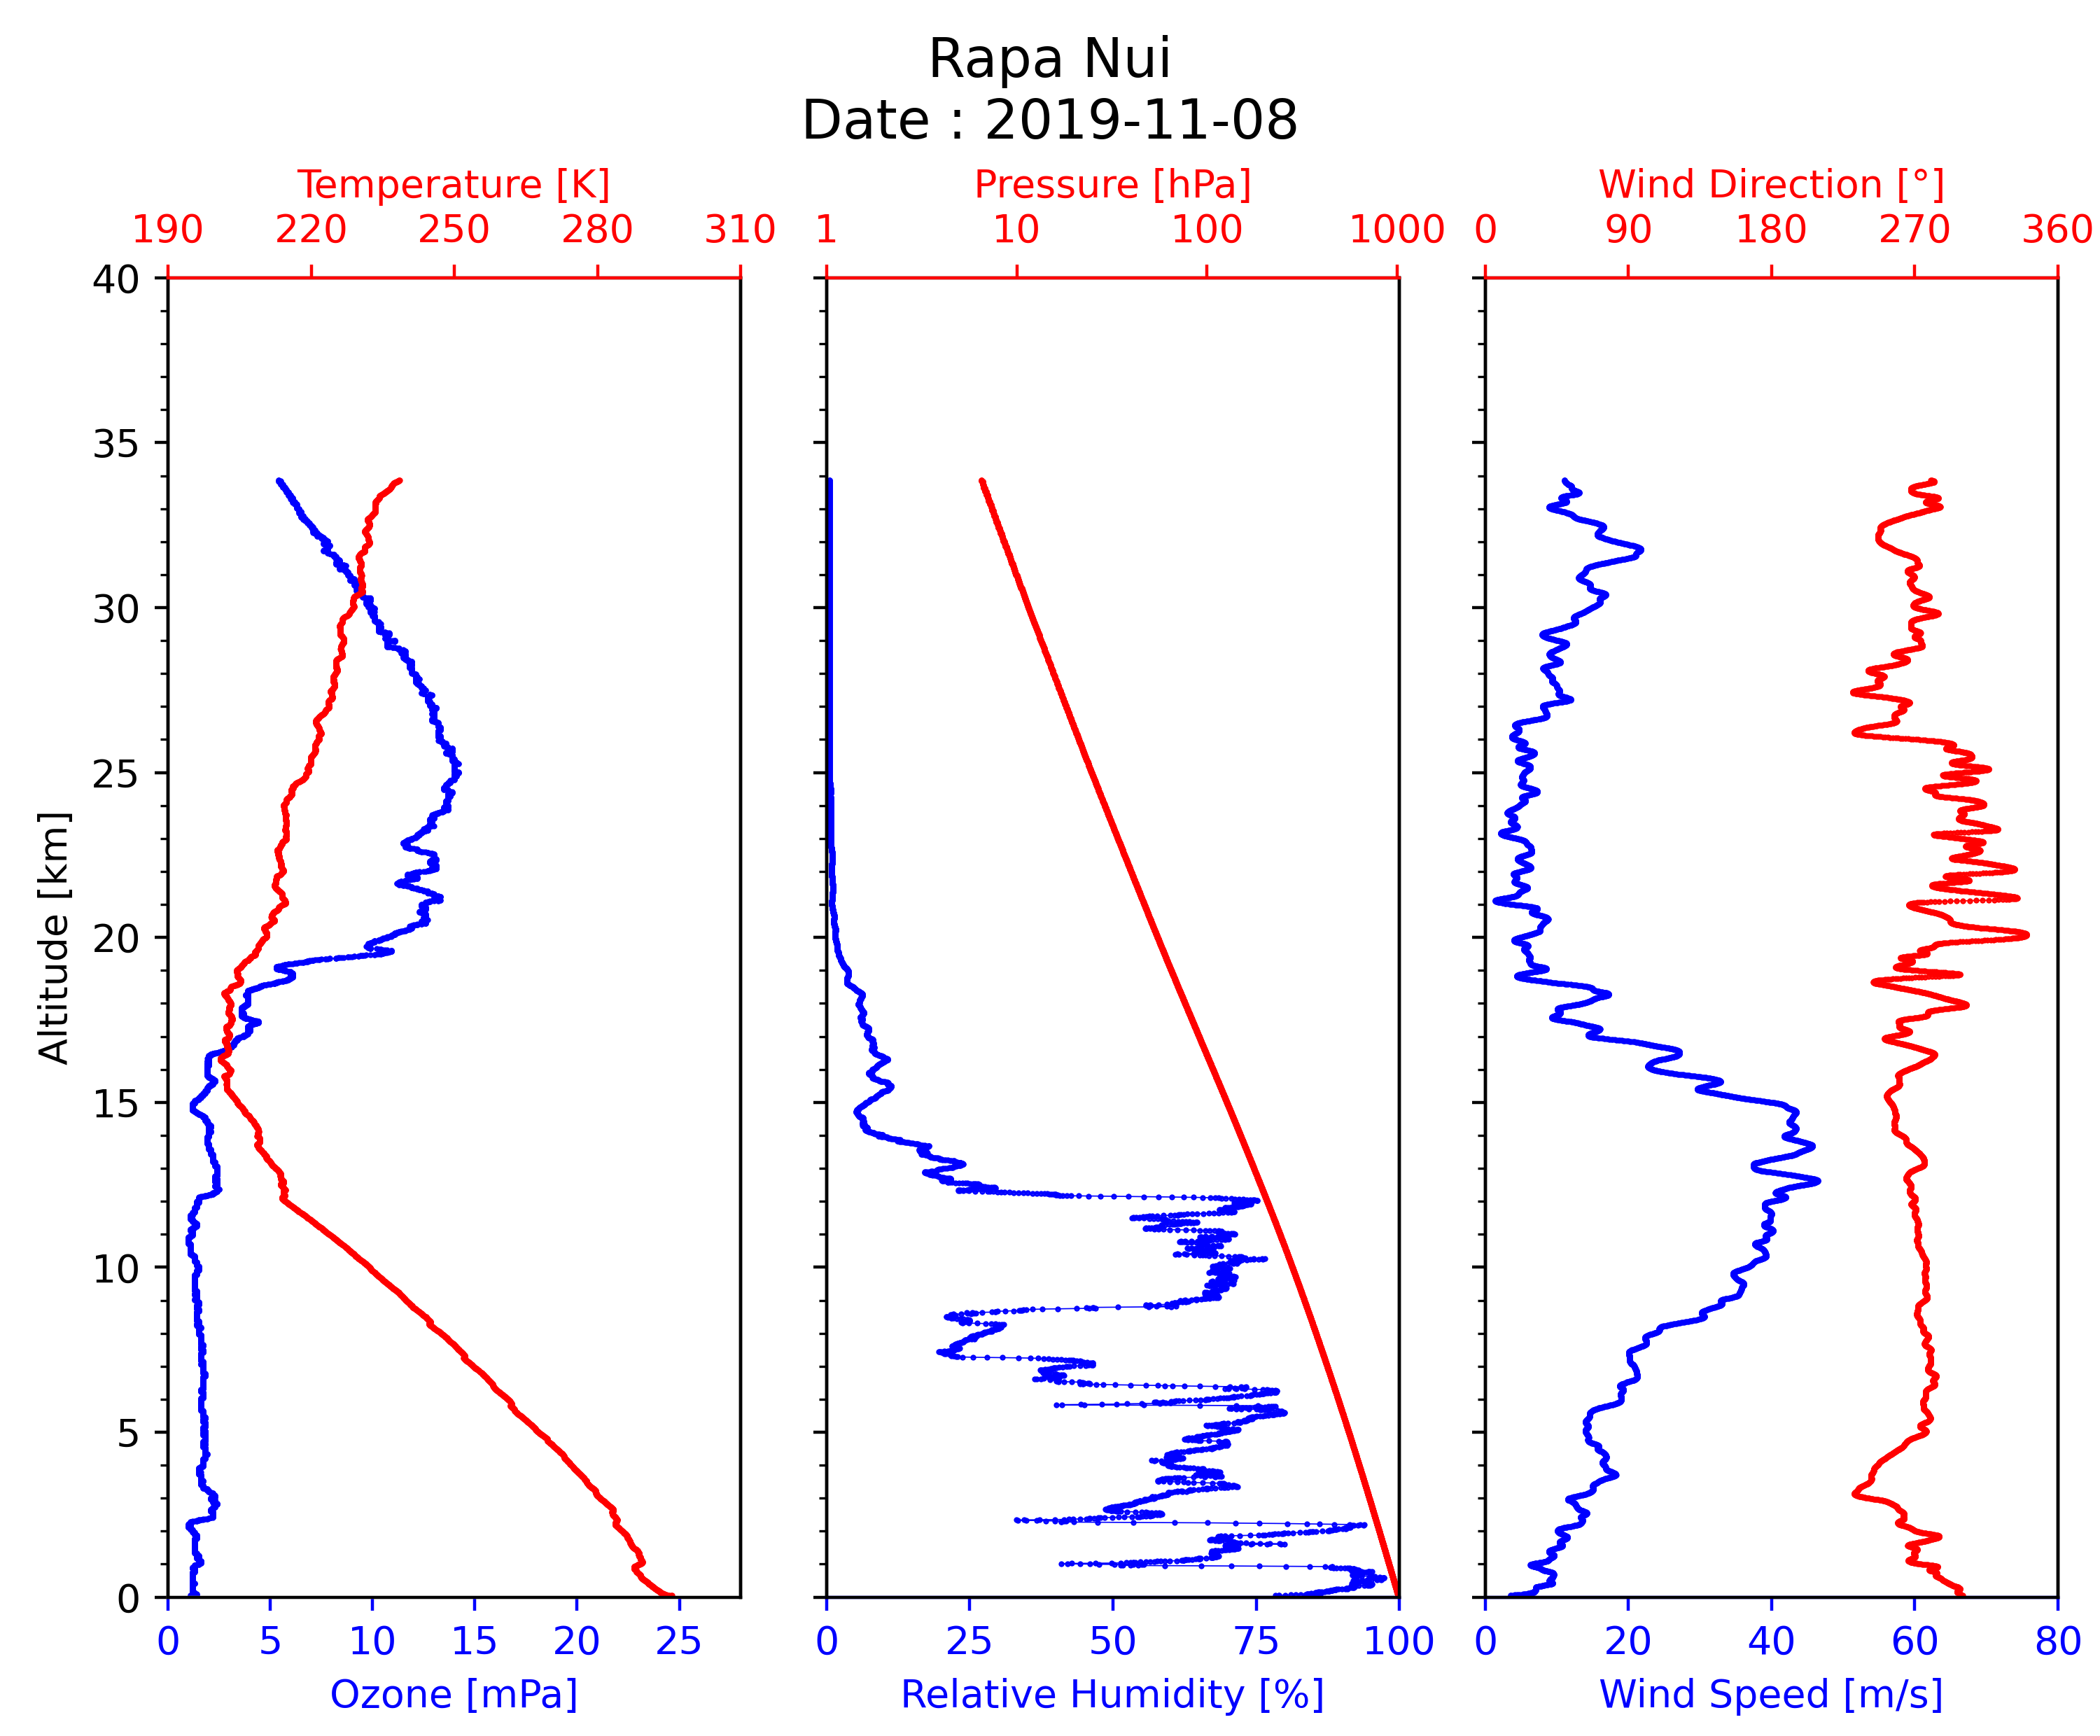 Rapa Nui
Date : 2019-11-08
Temperature [K]
190 220 250 280 310
Pressure [hPa]
1 10 100 1000
Wind Direction [°]
0 90 180 270 360
Altitude [km]
40
35
30
25
20
15
10
5
0
0 5 10 15 20 25
Ozone [mPa]
0 25 50 75 100
Relative Humidity [%]
0 20 40 60 80
Wind Speed [m/s]